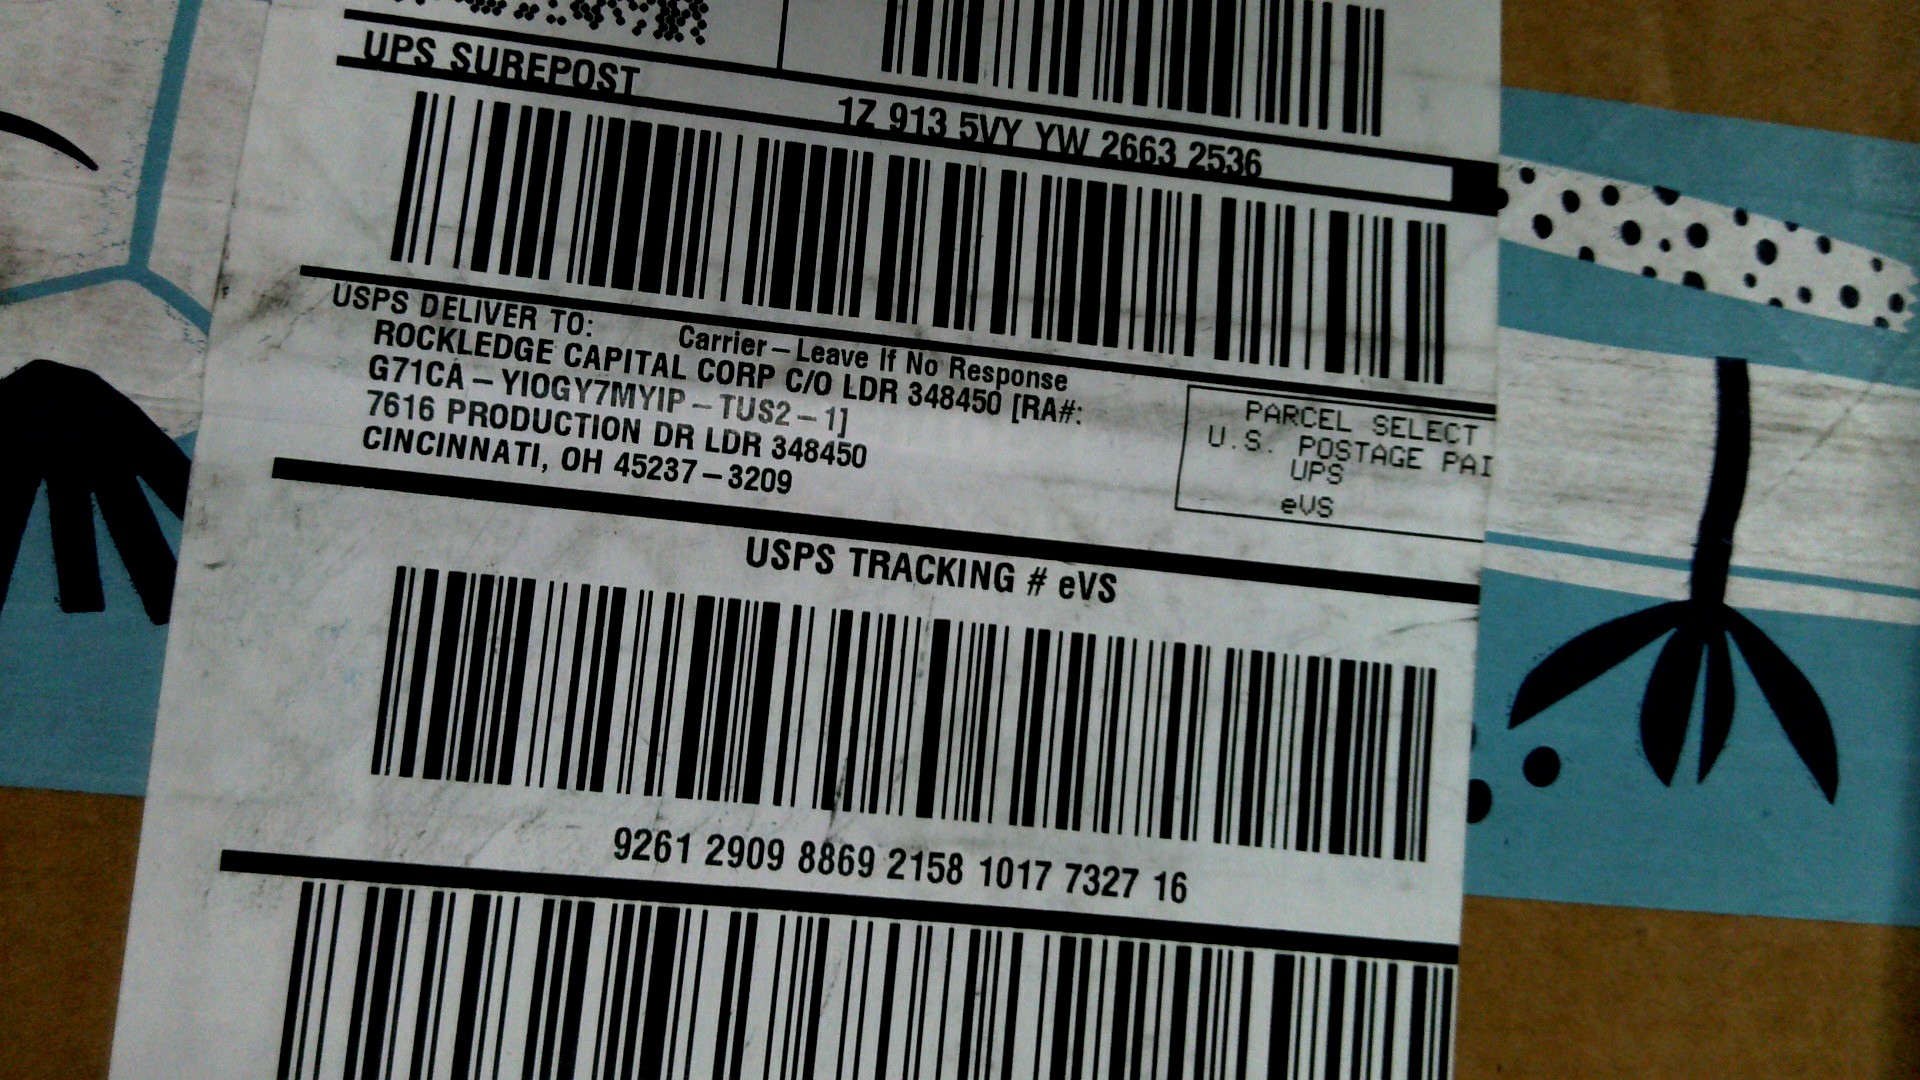 UPS SUREPOST
1Z 913 5VY YW 2663 2536
USPS DELIVER TO:
Carrier – Leave If No Response
ROCKLEDGE CAPITAL CORP C/O LDR 348450 [RA#:
G71CA – YIOGY7MYIP – TUS2 – 1]
7616 PRODUCTION DR LDR 348450
CINCINNATI, OH 45237 – 3209
PARCEL SELECT
U.S. POSTAGE PAI
UPS
eVS
USPS TRACKING # eVS
9261 2909 8869 2158 1017 7327 16